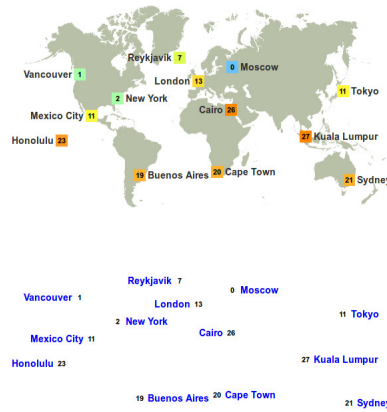 Reykjavik 7
0 Moscow
Vancouver 1
London 13
11 Tokyo
2 New York
Mexico City 11
Cairo 26
27 Kuala Lumpur
Honolulu 23
19 Buenos Aires
20 Cape Town
21 Sydney
Reykjavik 7
0 Moscow
Vancouver 1
London 13
11 Tokyo
2 New York
Mexico City 11
Cairo 26
27 Kuala Lumpur
Honolulu 23
19 Buenos Aires
20 Cape Town
21 Sydney